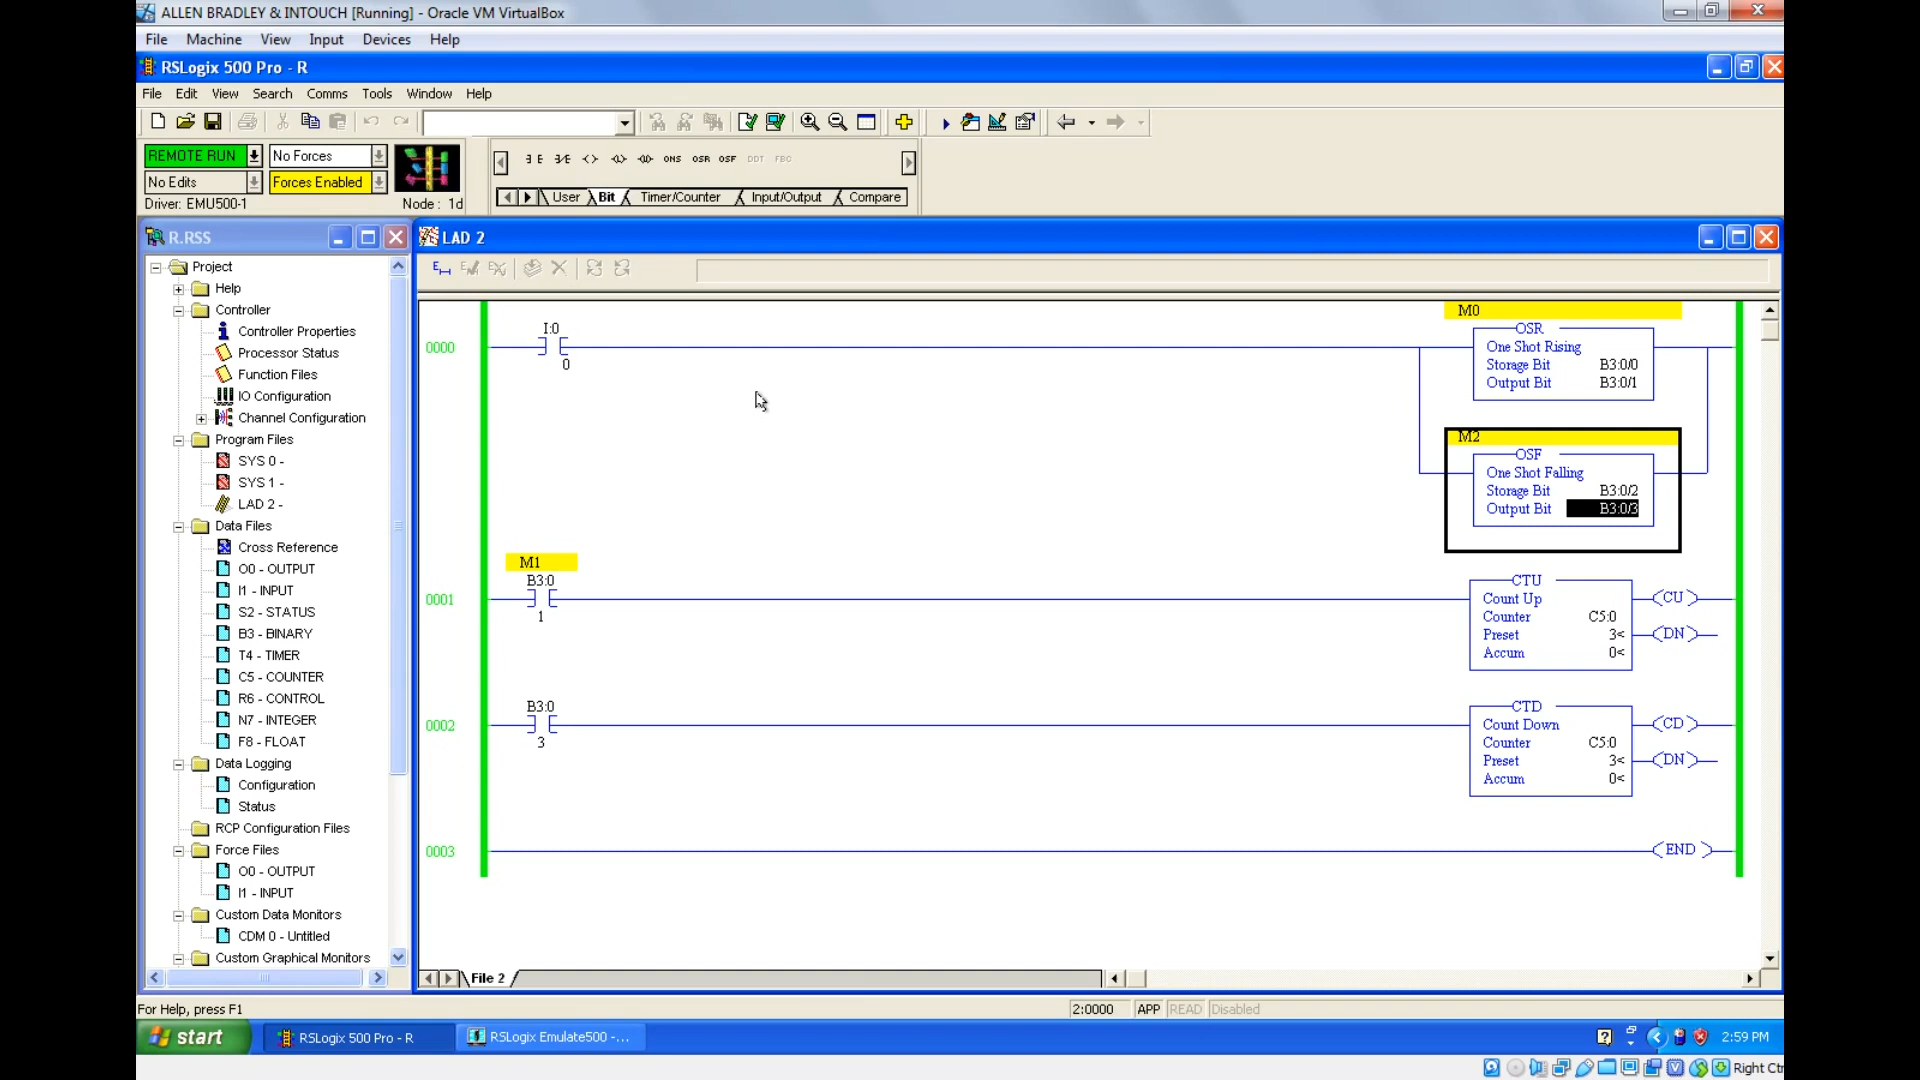 ALLEN BRADLEY & INTOUCH [Running] - Oracle VM VirtualBox
File Machine View Input Devices Help
RSLogix 500 Pro - R
File Edit View Search Comms Tools Window Help
REMOTE RUN No Forces
No Edits Forces Enabled
Driver: EMU500-1 Node : 1d
ONS OSR OSF DDT FBC
User Bit Timer/Counter Input/Output Compare
R.RSS
Project
Help
Controller
Controller Properties
Processor Status
Function Files
IO Configuration
Channel Configuration
Program Files
SYS 0 -
SYS 1 -
LAD 2 -
Data Files
Cross Reference
O0 - OUTPUT
I1 - INPUT
S2 - STATUS
B3 - BINARY
T4 - TIMER
C5 - COUNTER
R6 - CONTROL
N7 - INTEGER
F8 - FLOAT
Data Logging
Configuration
Status
RCP Configuration Files
Force Files
O0 - OUTPUT
I1 - INPUT
Custom Data Monitors
CDM 0 - Untitled
Custom Graphical Monitors
LAD 2
0000
I:0
0
M0
OSR
One Shot Rising
Storage Bit B3:0/0
Output Bit B3:0/1
M2
OSF
One Shot Falling
Storage Bit B3:0/2
Output Bit B3:0/3
0001
M1
B3:0
1
CTU
Count Up CU
Counter C5:0
Preset 3< DN
Accum 0<
0002
B3:0
3
CTD
Count Down CD
Counter C5:0
Preset 3< DN
Accum 0<
0003 END
File 2
For Help, press F1 2:0000 APP READ Disabled
start RSLogix 500 Pro - R RSLogix Emulate500 -... 2:59 PM
Right Ctr